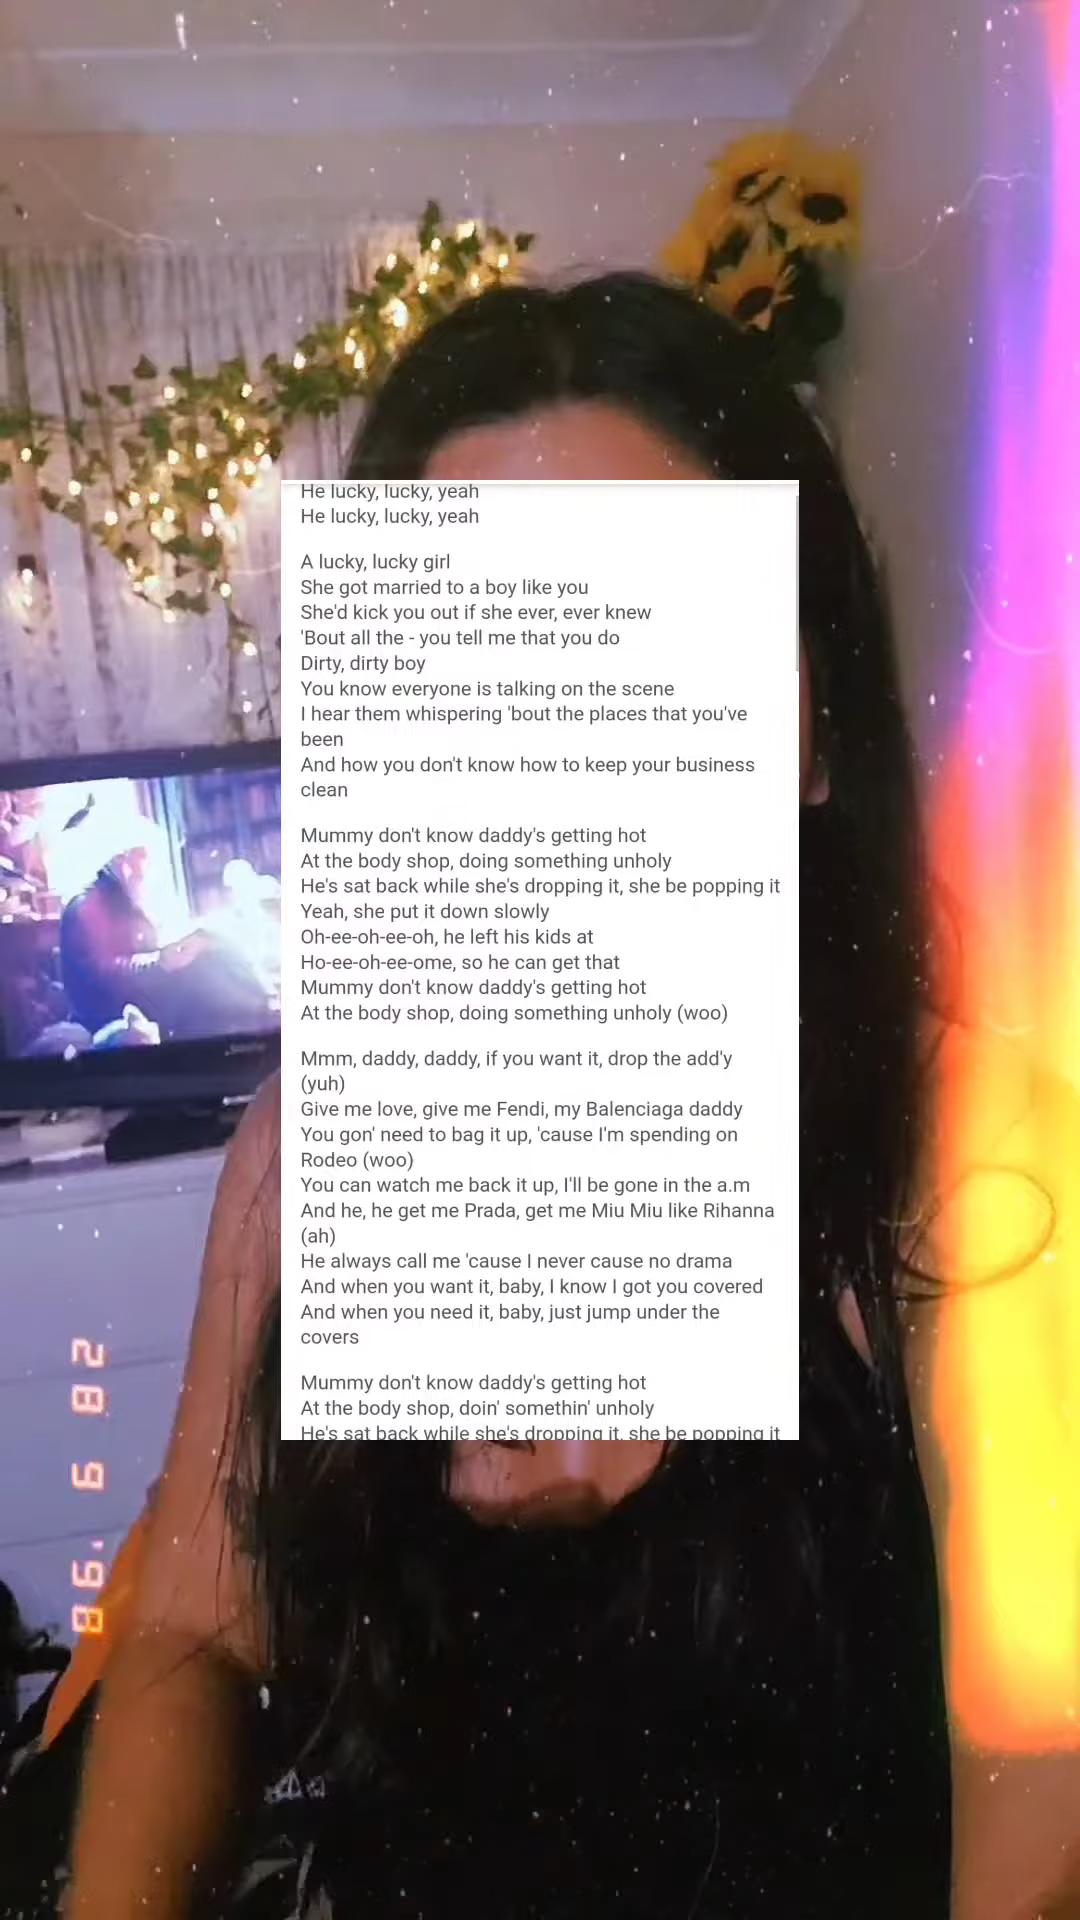 He lucky, lucky, yeah
He lucky, lucky, yeah
A lucky, lucky girl
She got married to a boy like you
She'd kick you out if she ever, ever knew
'Bout all the - you tell me that you do
Dirty, dirty boy
You know everyone is talking on the scene
I hear them whispering 'bout the places that you've
been
And how you don't know how to keep your business
clean
Mummy don't know daddy's getting hot
At the body shop, doing something unholy
He's sat back while she's dropping it, she be popping it
Yeah, she put it down slowly
Oh-ee-oh-ee-oh, he left his kids at
Ho-ee-oh-ee-ome, so he can get that
Mummy don't know daddy's getting hot
At the body shop, doing something unholy (woo)
Mmm, daddy, daddy, if you want it, drop the add'y
(yuh)
Give me love, give me Fendi, my Balenciaga daddy
You gon' need to bag it up, 'cause I'm spending on
Rodeo (woo)
You can watch me back it up, I'll be gone in the a.m
And he, he get me Prada, get me Miu Miu like Rihanna
(ah)
He always call me 'cause I never cause no drama
And when you want it, baby, I know I got you covered
And when you need it, baby, just jump under the
covers
Mummy don't know daddy's getting hot
At the body shop, doin' somethin' unholy
He's sat back while she's dropping it, she be popping it